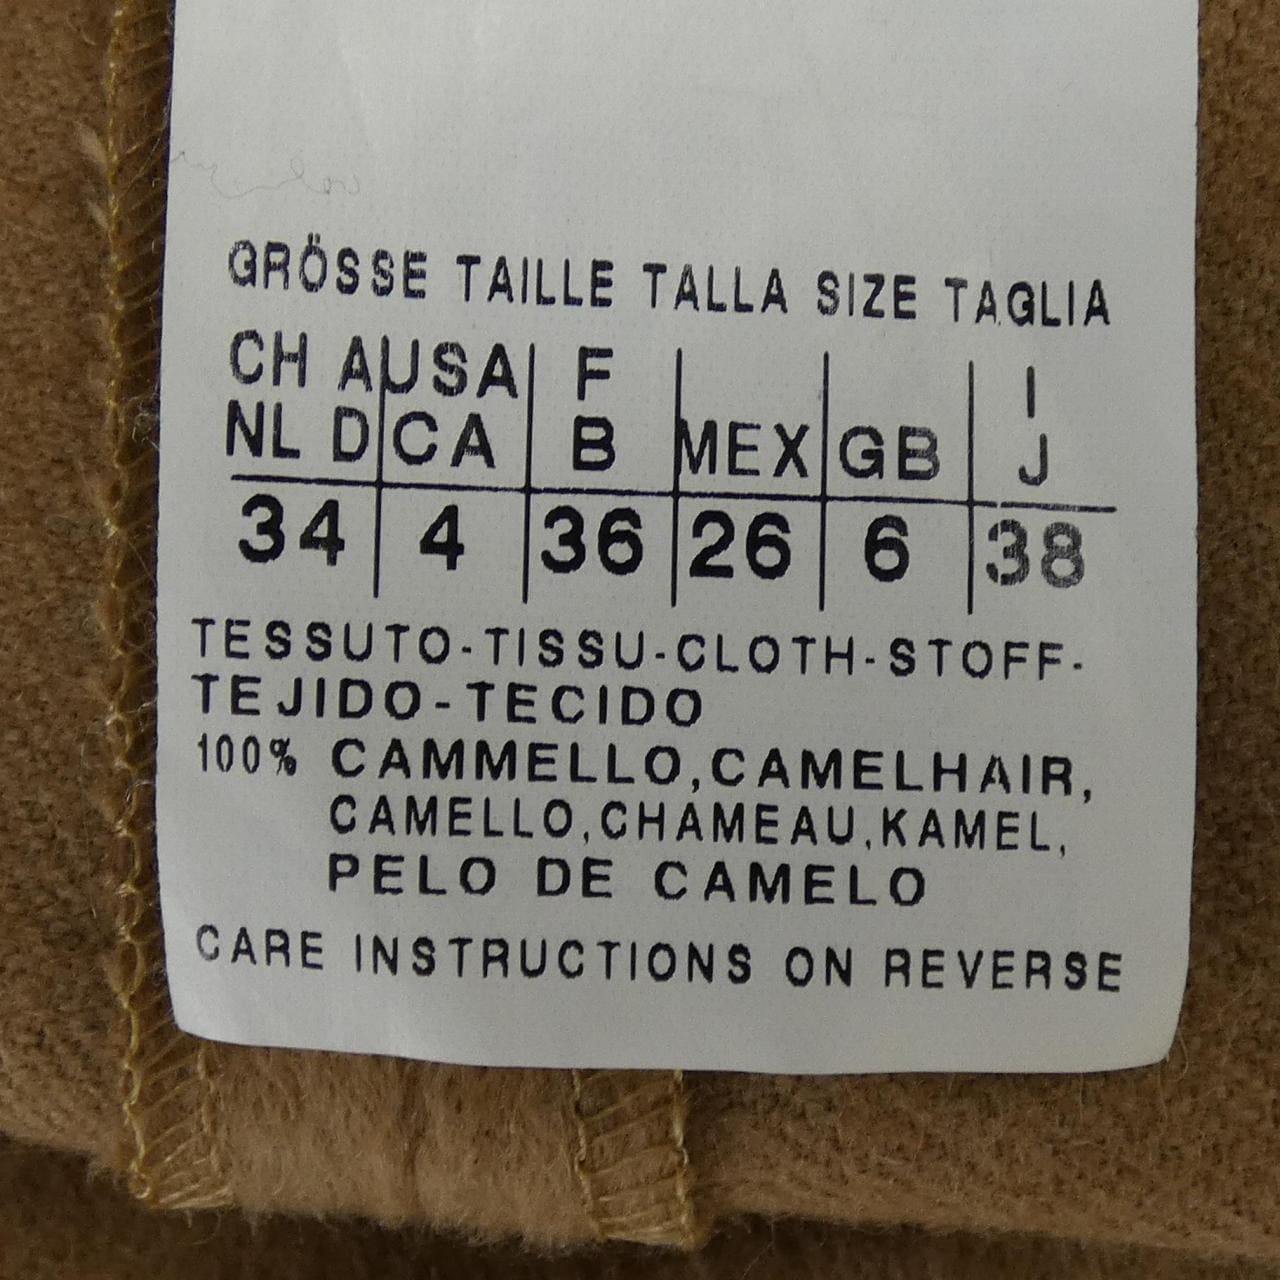 GRÖSSE TAILLE TALLA SIZE TAGLIA
CH A USA F I
NL D CA B MEX GB J
34 4 36 26 6 38
TESSUTO-TISSU-CLOTH-STOFF-
TEJIDO-TECIDO
100% CAMMELLO,CAMELHAIR,
CAMELLO,CHAMEAU,KAMEL,
PELO DE CAMELO
CARE INSTRUCTIONS ON REVERSE